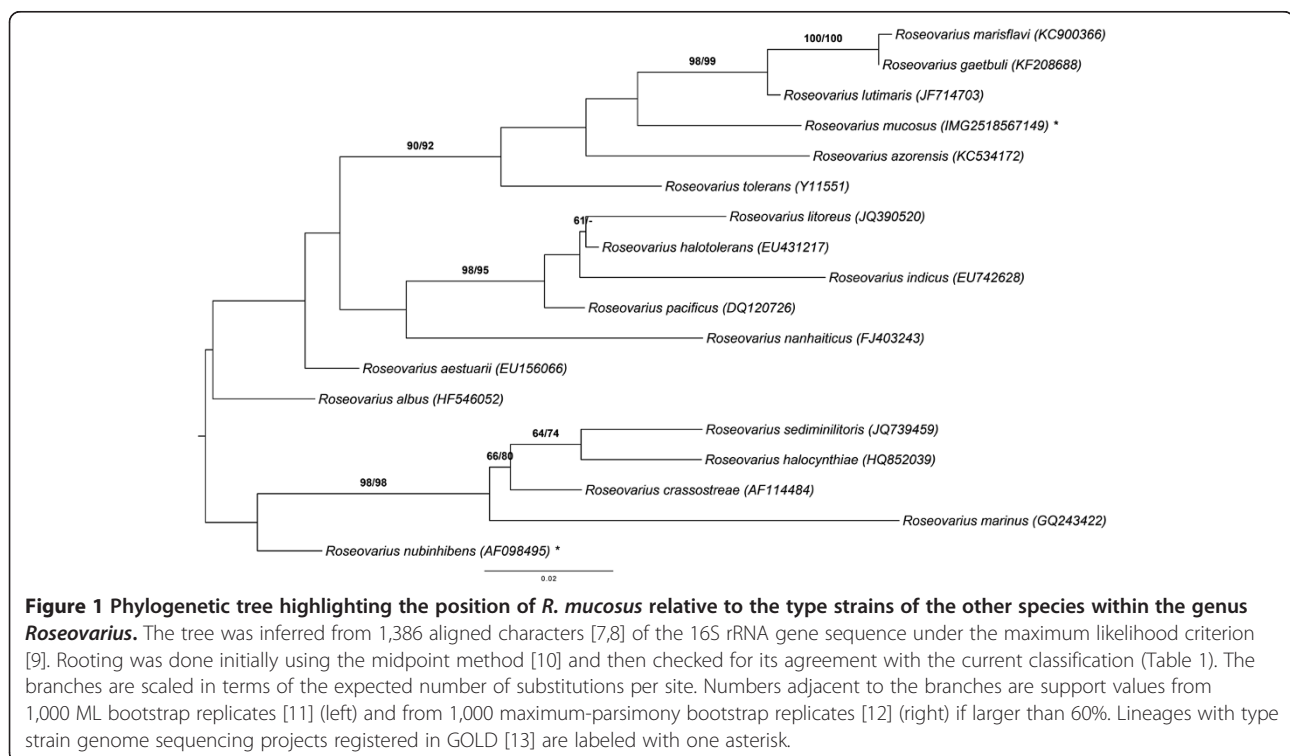 100/100
Roseovarius marisflavi (KC900366)
98/99
Roseovarius gaetbuli (KF208688)
Roseovarius lutimaris (JF714703)
Roseovarius mucosus (IMG2518567149) *
90/92
Roseovarius azorensis (KC534172)
Roseovarius tolerans (Y11551)
61/-
Roseovarius litoreus (JQ390520)
Roseovarius halotolerans (EU431217)
98/95
Roseovarius indicus (EU742628)
Roseovarius pacificus (DQ120726)
Roseovarius nanhaiticus (FJ403243)
Roseovarius aestuarii (EU156066)
Roseovarius albus (HF546052)
64/74
Roseovarius sediminilitoris (JQ739459)
66/80
Roseovarius halocynthiae (HQ852039)
98/98
Roseovarius crassostreae (AF114484)
Roseovarius marinus (GQ243422)
Roseovarius nubinhibens (AF098495) *
0.02
Figure 1 Phylogenetic tree highlighting the position of R. mucosus relative to the type strains of the other species within the genus
Roseovarius. The tree was inferred from 1,386 aligned characters [7,8] of the 16S rRNA gene sequence under the maximum likelihood criterion
[9]. Rooting was done initially using the midpoint method [10] and then checked for its agreement with the current classification (Table 1). The
branches are scaled in terms of the expected number of substitutions per site. Numbers adjacent to the branches are support values from
1,000 ML bootstrap replicates [11] (left) and from 1,000 maximum-parsimony bootstrap replicates [12] (right) if larger than 60%. Lineages with type
strain genome sequencing projects registered in GOLD [13] are labeled with one asterisk.